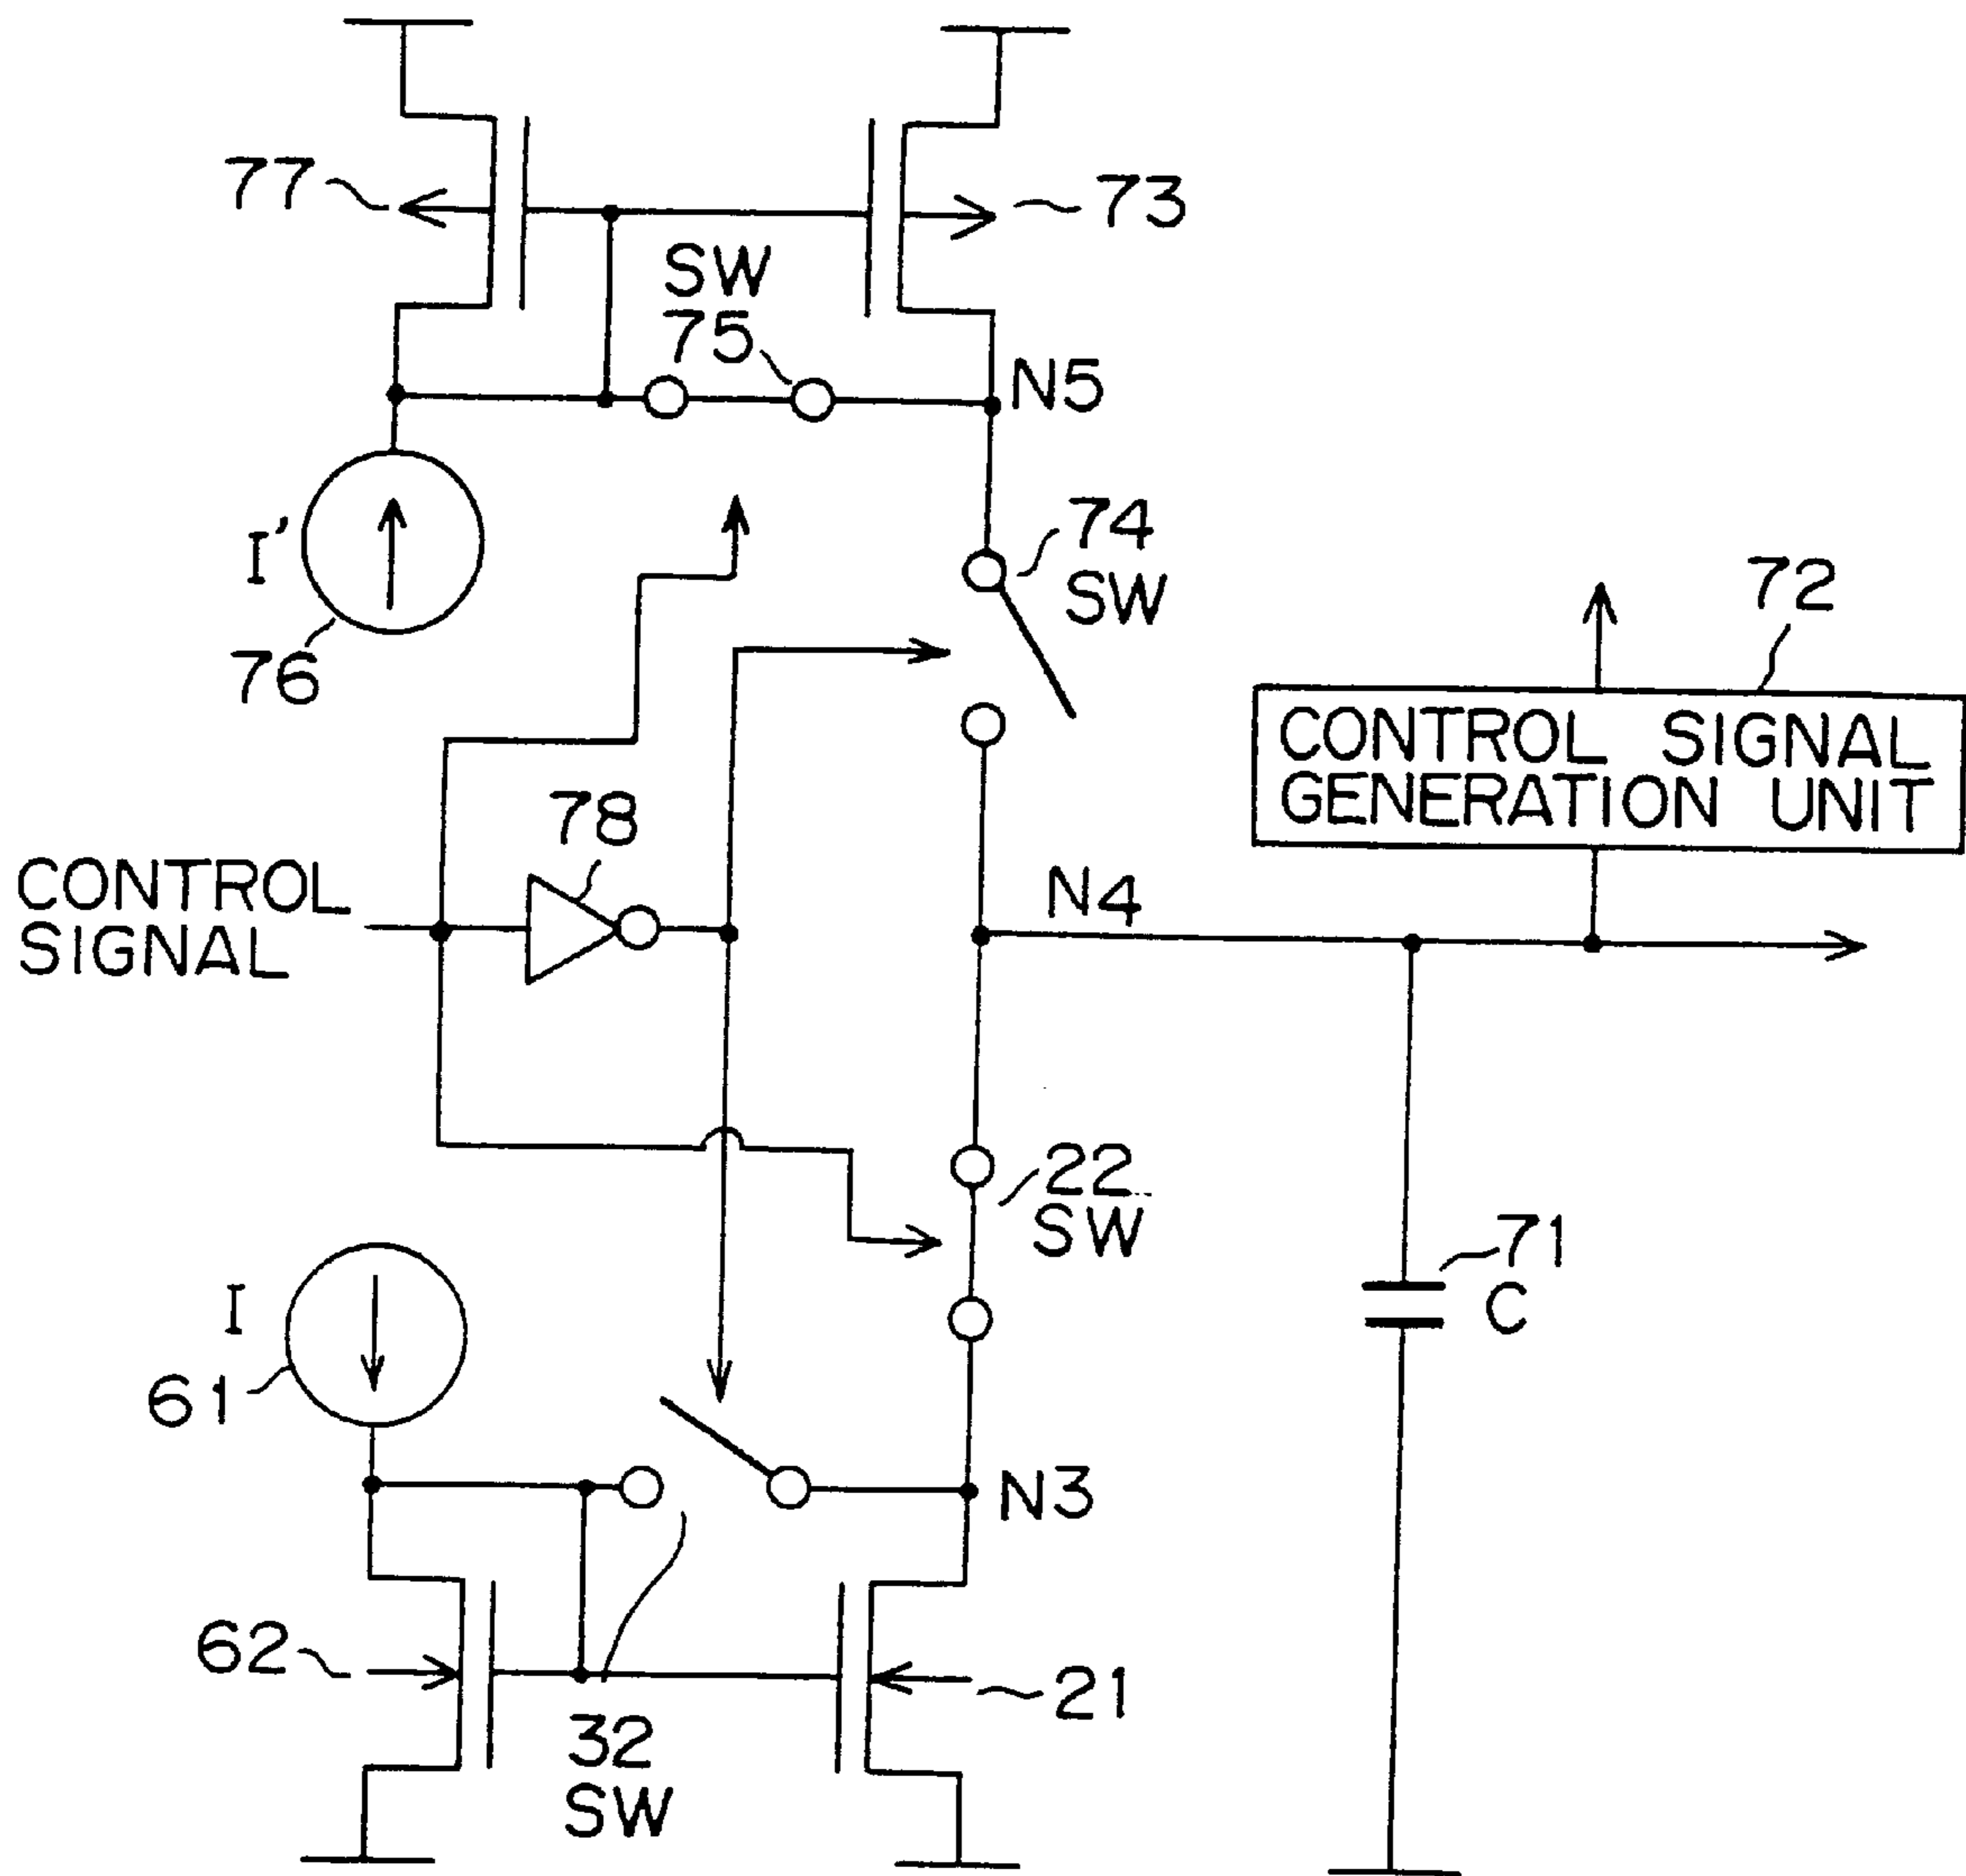 77
73
SW
75
N5
74
SW
I'
76
72
CONTROL SIGNAL
GENERATION UNIT
78
CONTROL
SIGNAL
N4
22
SW
71
C
I
61
N3
62
21
32
SW